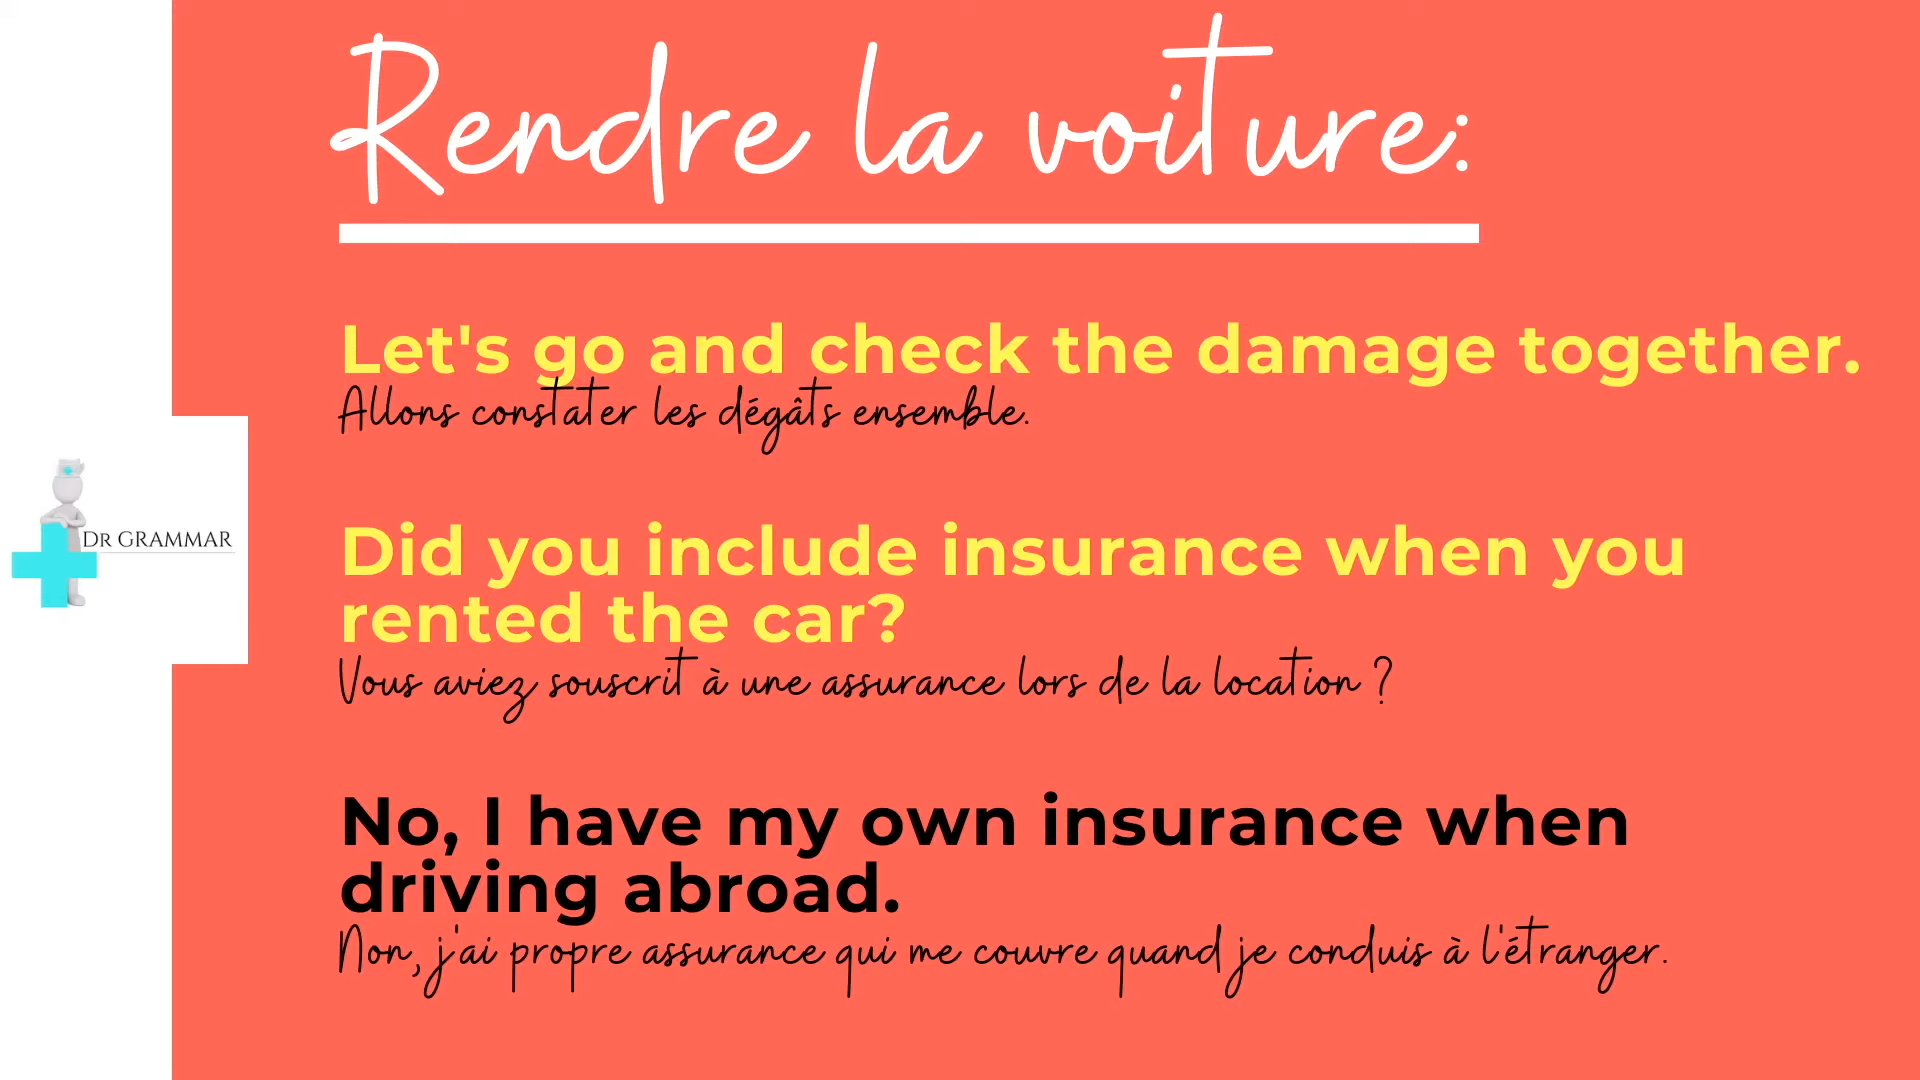 Rendre la voiture:
Let's go and check the damage together.
Allons constater les dégâts ensemble.
Dr Grammar
Did you include insurance when you
rented the car?
Vous aviez souscrit à une assurance lors de la location ?
No, I have my own insurance when
driving abroad.
Non, j'ai propre assurance qui me couvre quand je conduis à l'étranger.